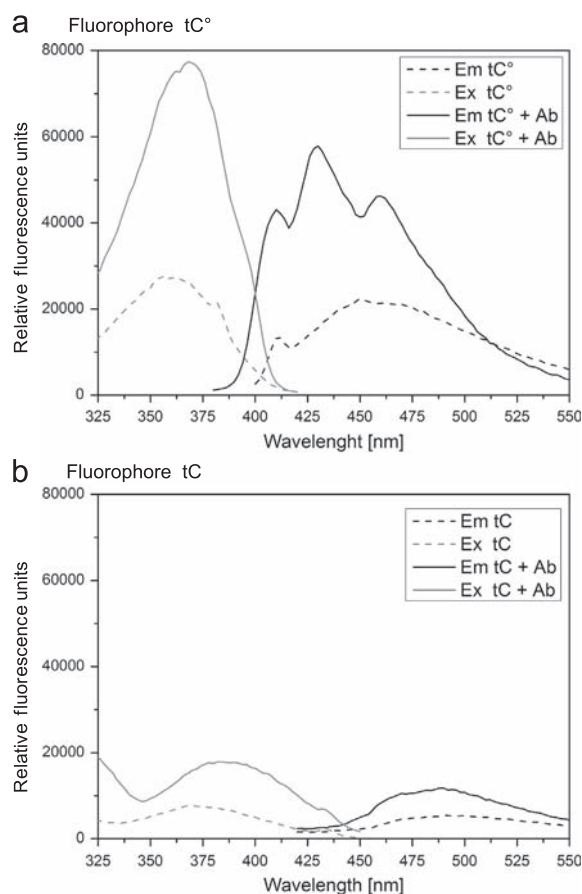 a Fluorophore tC°
Relative fluorescence units
80000
60000
40000
20000
0
Em tC°
Ex tC°
Em tC° + Ab
Ex tC° + Ab
325 350 375 400 425 450 475 500 525 550
Wavelenght [nm]
b Fluorophore tC
Relative fluorescence units
80000
60000
40000
20000
0
Em tC
Ex tC
Em tC + Ab
Ex tC + Ab
325 350 375 400 425 450 475 500 525 550
Wavelenght [nm]